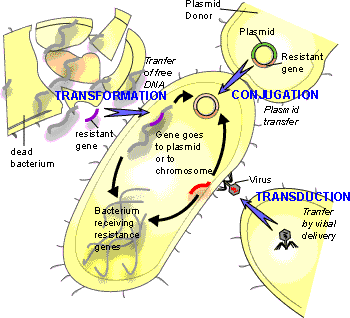 Plasmid
Donor
Plasmid
Resistant
gene
Tranfer
of free
DNA
TRANSFORMATION
CONJUGATION
Plasmid
transfer
resistant
gene
dead
bacterium
Gene goes
to plasmid
or to
chromosome
Virus
TRANSDUCTION
Tranfer
by vibal
delivery
Bacterium
receiving
resistance
genes